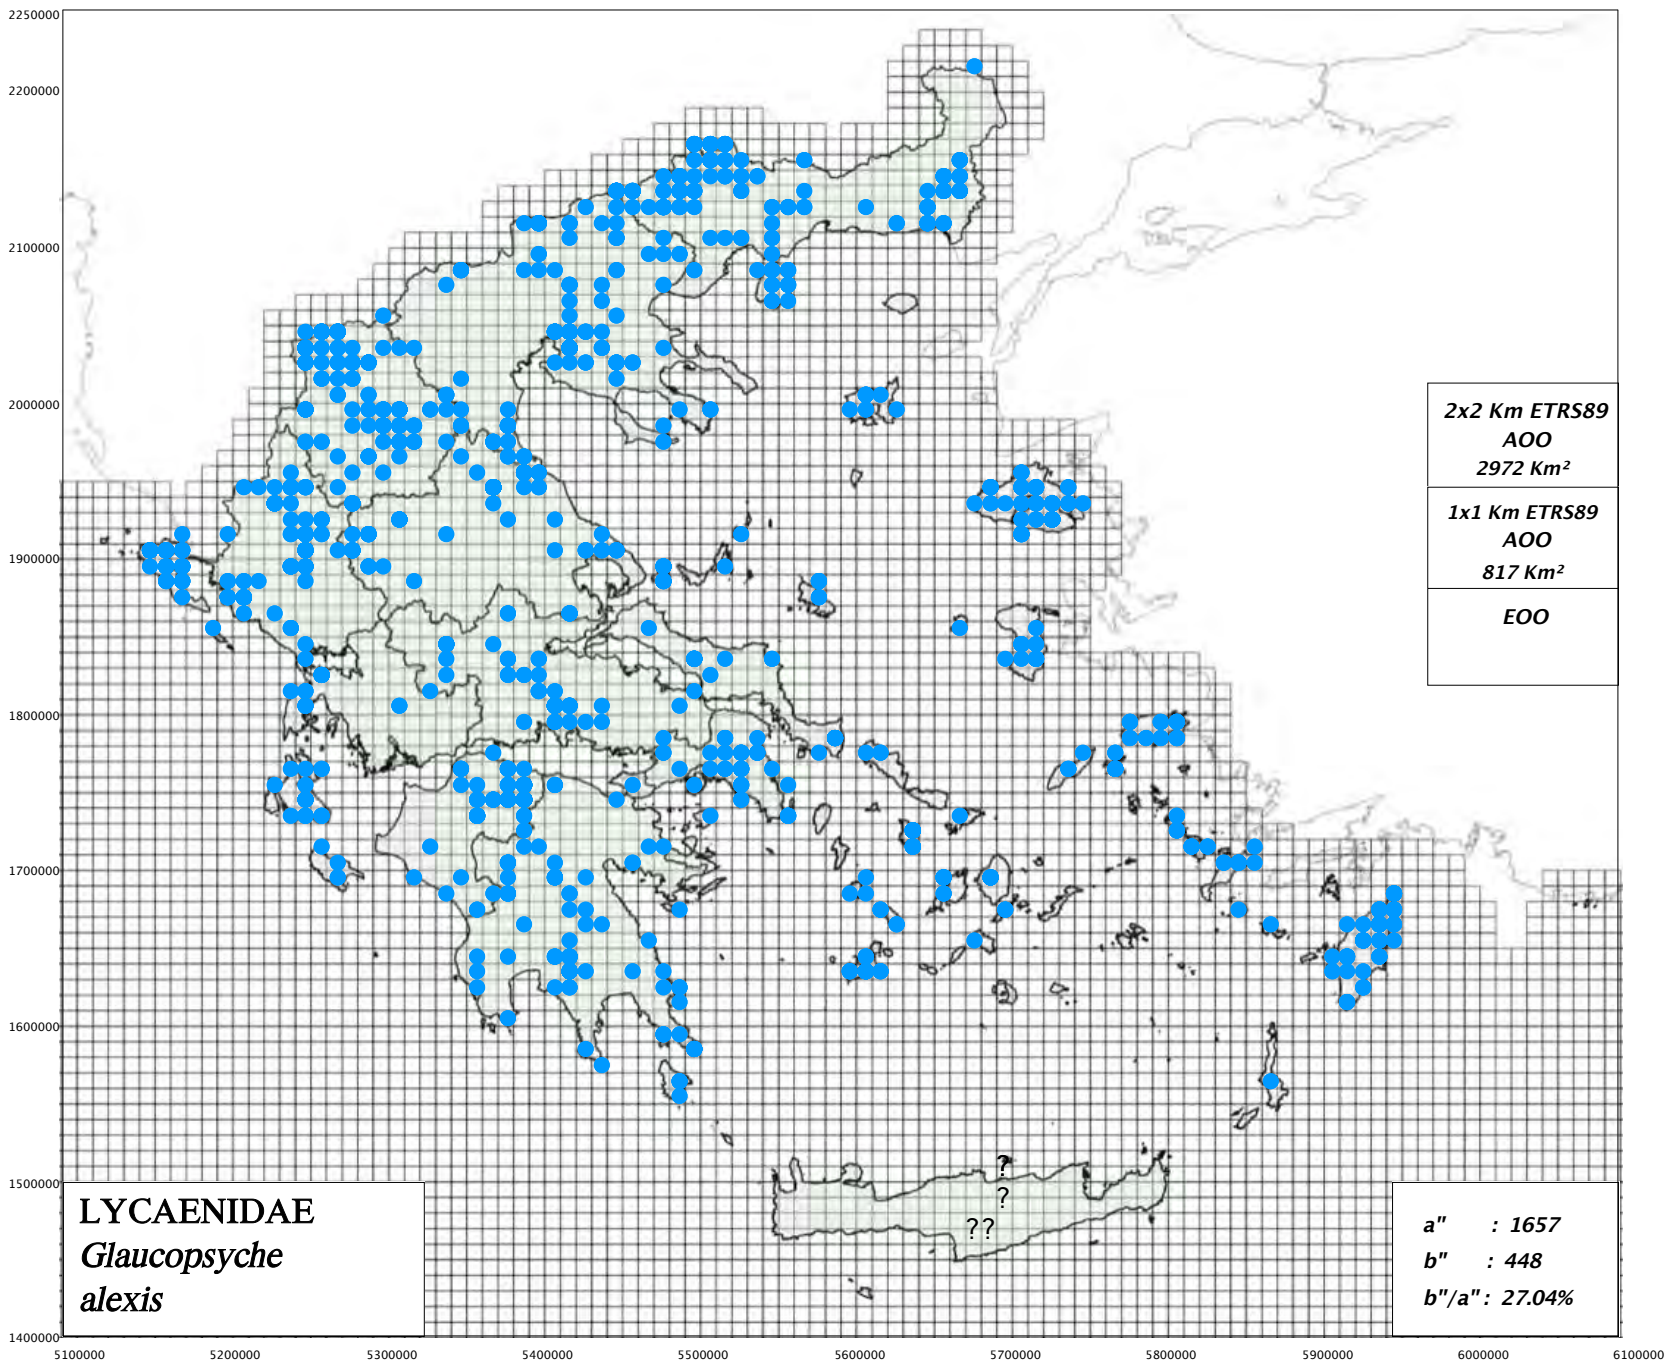 2250000
2200000
2100000
2000000
1900000
1800000
1700000
1600000
1500000
1400000
2x2 Km ETRS89
AOO
2972 Km²
1x1 Km ETRS89
AOO
817 Km²
EOO
?
?
??
LYCAENIDAE
Glaucopsyche
alexis
a" : 1657
b" : 448
b"/a" : 27.04%
5100000 5200000 5300000 5400000 5500000 5600000 5700000 5800000 5900000 6000000 6100000